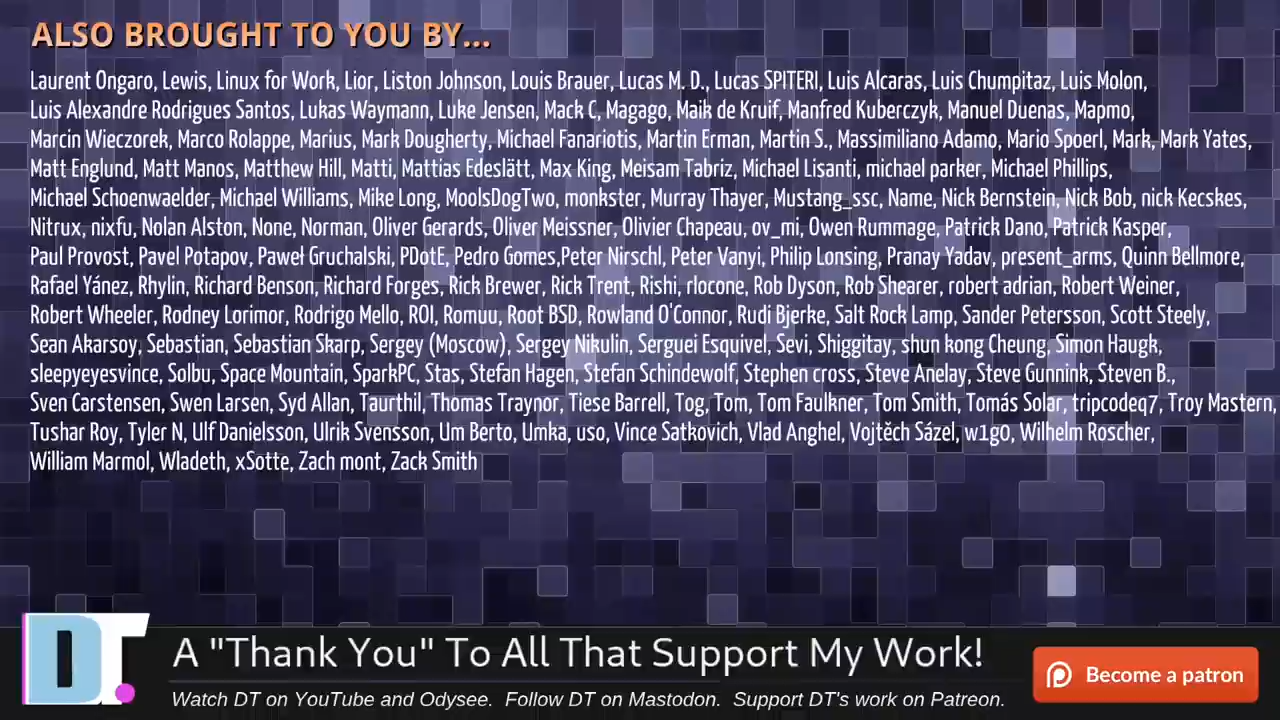 ALSO BROUGHT TO YOU BY...
Laurent Ongaro, Lewis, Linux for Work, Lior, Liston Johnson, Louis Brauer, Lucas M. D., Lucas SPITERI, Luis Alcaras, Luis Chumpitaz, Luis Molon,
Luis Alexandre Rodrigues Santos, Lukas Waymann, Luke Jensen, Mack C, Magago, Maik de Kruif, Manfred Kuberczyk, Manuel Duenas, Mapmo,
Marcin Wieczorek, Marco Rolappe, Marius, Mark Dougherty, Michael Fanariotis, Martin Erman, Martin S., Massimiliano Adamo, Mario Spoerl, Mark, Mark Yates,
Matt Englund, Matt Manos, Matthew Hill, Matti, Mattias Edeslätt, Max King, Meisam Tabriz, Michael Lisanti, michael parker, Michael Phillips,
Michael Schoenwaelder, Michael Williams, Mike Long, MoolsDogTwo, monkster, Murray Thayer, Mustang_ssc, Name, Nick Bernstein, Nick Bob, nick Kecskes,
Nitrux, nixfu, Nolan Alston, None, Norman, Oliver Gerards, Oliver Meissner, Olivier Chapeau, ov_mi, Owen Rummage, Patrick Dano, Patrick Kasper,
Paul Provost, Pavel Potapov, Paweł Gruchalski, PDotE, Pedro Gomes,Peter Nirschl, Peter Vanyi, Philip Lonsing, Pranay Yadav, present_arms, Quinn Bellmore,
Rafael Yánez, Rhylin, Richard Benson, Richard Forges, Rick Brewer, Rick Trent, Rishi, rlocone, Rob Dyson, Rob Shearer, robert adrian, Robert Weiner,
Robert Wheeler, Rodney Lorimor, Rodrigo Mello, ROI, Romuu, Root BSD, Rowland O'Connor, Rudi Bjerke, Salt Rock Lamp, Sander Petersson, Scott Steely,
Sean Akarsoy, Sebastian, Sebastian Skarp, Sergey (Moscow), Sergey Nikulin, Serguei Esquivel, Sevi, Shiggitay, shun kong Cheung, Simon Haugk,
sleepyeyesvince, Solbu, Space Mountain, SparkPC, Stas, Stefan Hagen, Stefan Schindewolf, Stephen cross, Steve Anelay, Steve Gunnink, Steven B.,
Sven Carstensen, Swen Larsen, Syd Allan, Taurthil, Thomas Traynor, Tiese Barrell, Tog, Tom, Tom Faulkner, Tom Smith, Tomás Solar, tripcodeq7, Troy Mastern,
Tushar Roy, Tyler N, Ulf Danielsson, Ulrik Svensson, Um Berto, Umka, uso, Vince Satkovich, Vlad Anghel, Vojtěch Sázel, w1g0, Wilhelm Roscher,
William Marmol, Wladeth, xSotte, Zach mont, Zack Smith
DT
A "Thank You" To All That Support My Work!
Become a patron
Watch DT on YouTube and Odysee. Follow DT on Mastodon. Support DT's work on Patreon.